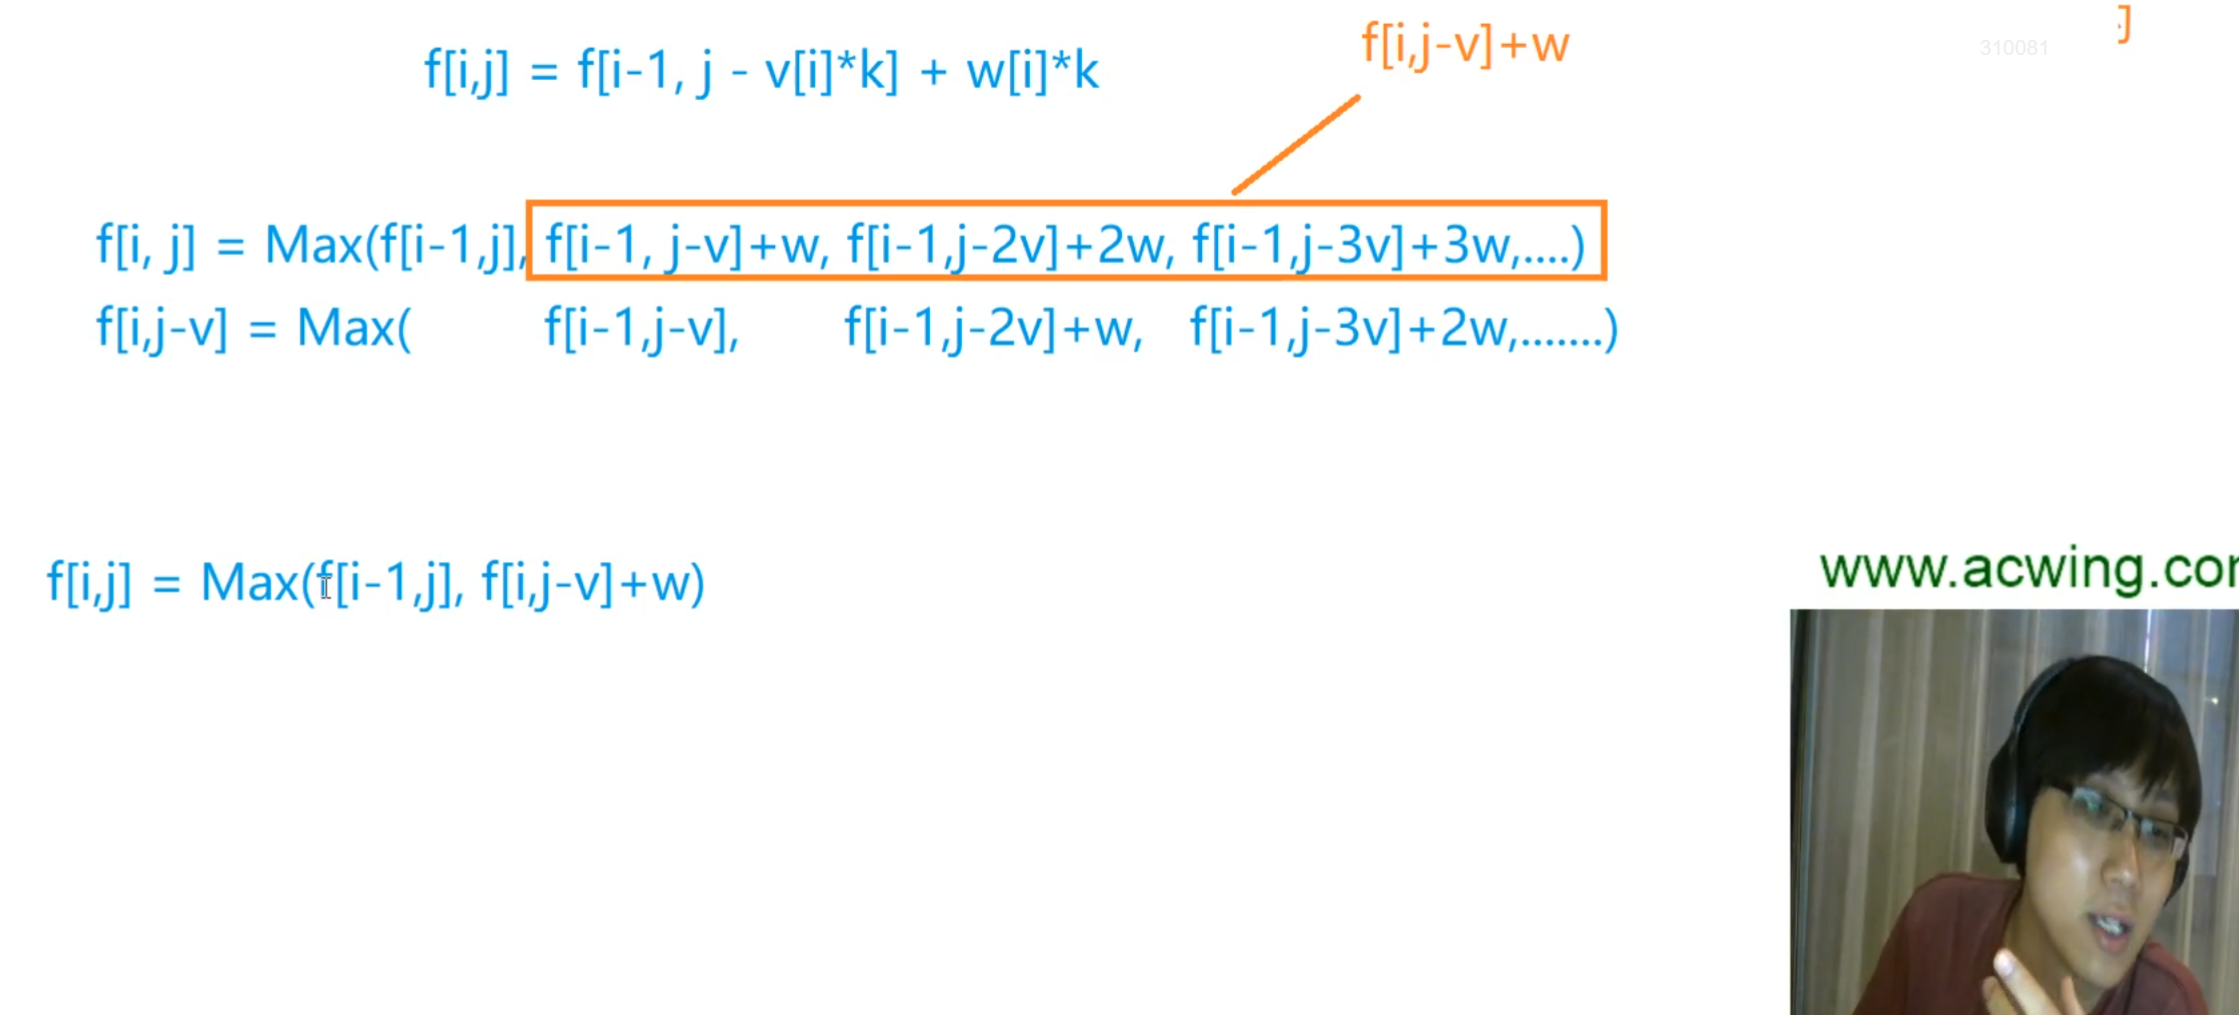 f[i,j-v]+w
310081
f[i,j] = f[i-1, j - v[i]*k] + w[i]*k
f[i, j] = Max(f[i-1,j], f[i-1, j-v]+w, f[i-1,j-2v]+2w, f[i-1,j-3v]+3w,....)
f[i,j-v] = Max( f[i-1,j-v], f[i-1,j-2v]+w, f[i-1,j-3v]+2w,.......)
f[i,j] = Max(f[i-1,j], f[i,j-v]+w)
www.acwing.cor